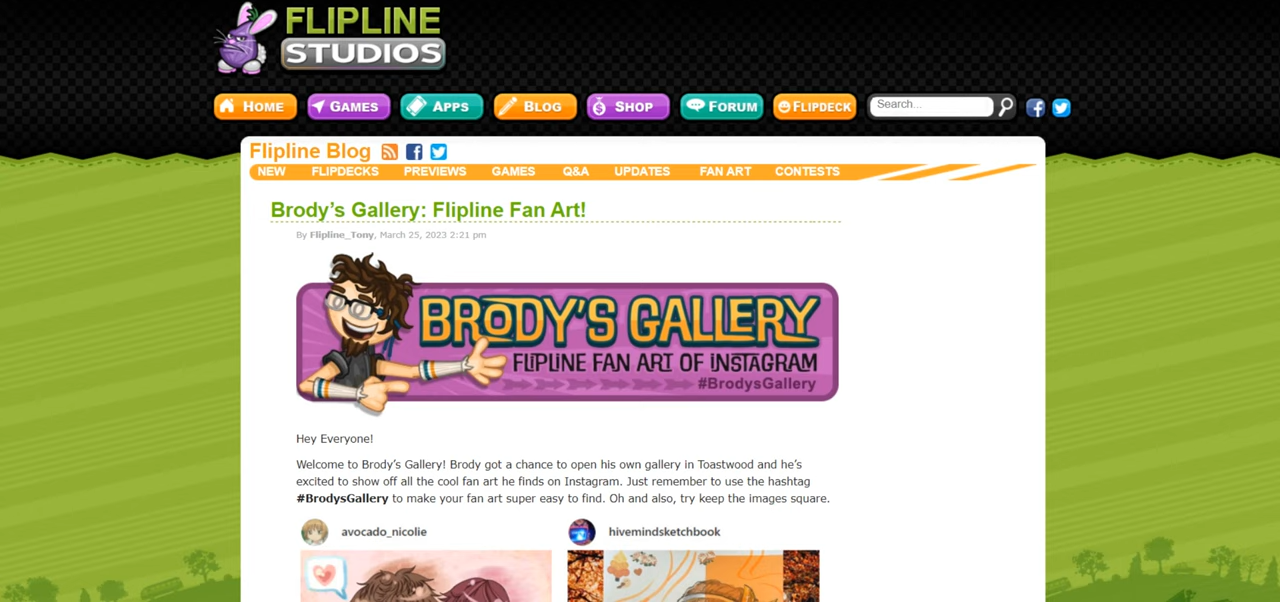 FLIPLINE
STUDIOS
HOME GAMES APPS BLOG SHOP FORUM FLIPDECK Search...
Flipline Blog
NEW FLIPDECKS PREVIEWS GAMES Q&A UPDATES FAN ART CONTESTS
Brody's Gallery: Flipline Fan Art!
By Flipline_Tony, March 25, 2023 2:21 pm
BRODY'S GALLERY
FLIPLINE FAN ART OF INSTAGRAM
#BrodysGallery
Hey Everyone!
Welcome to Brody's Gallery! Brody got a chance to open his own gallery in Toastwood and he's
excited to show off all the cool fan art he finds on Instagram. Just remember to use the hashtag
#BrodysGallery to make your fan art super easy to find. Oh and also, try keep the images square.
avocado_nicolie hivemindsketchbook